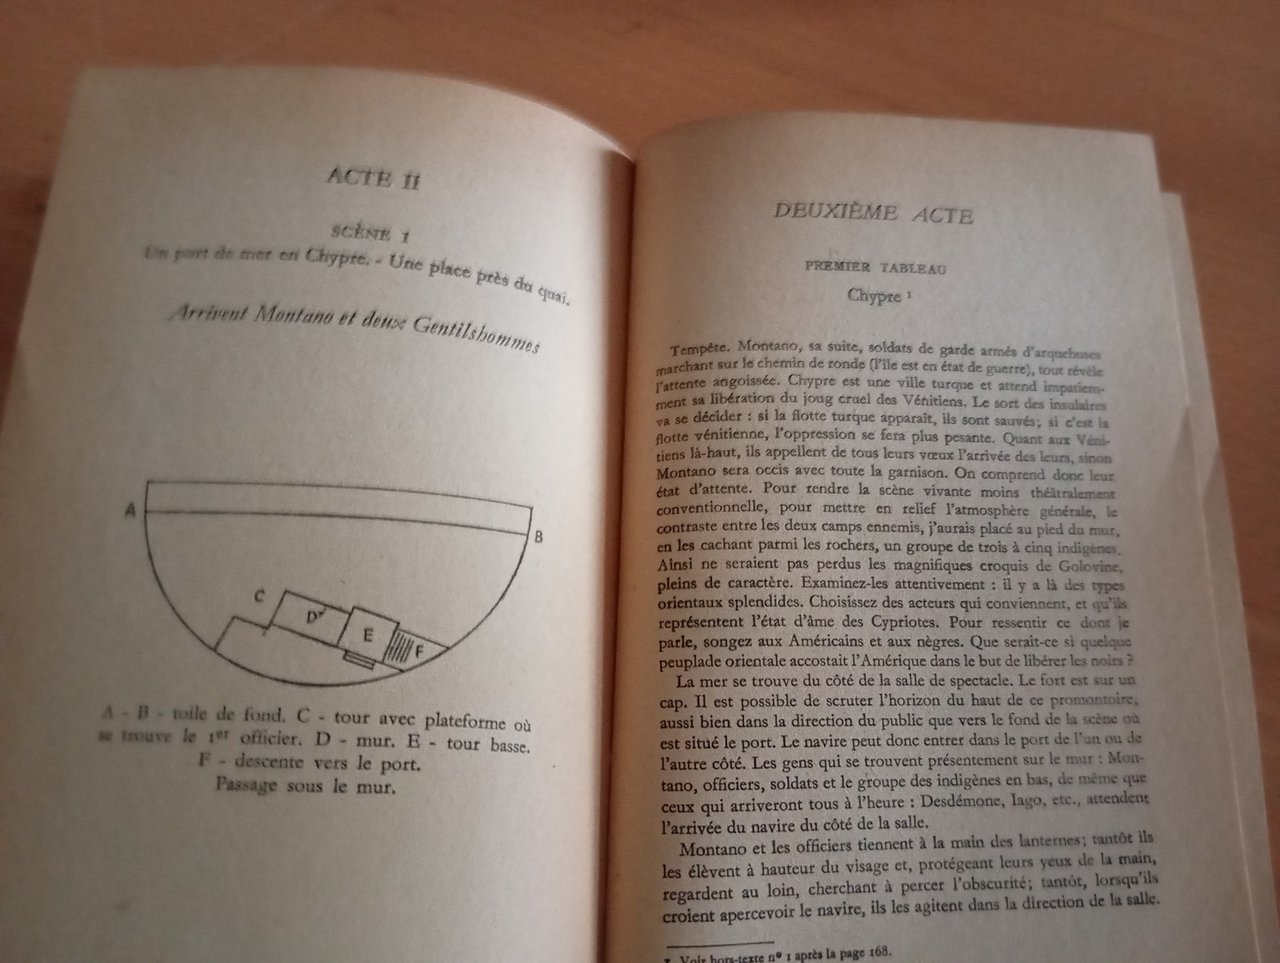 ACTE II
SCÈNE 1
Un port de mer en Chypre. - Une place près du quai.
Arrivent Montano et deux Gentilshommes
A
B
C
D
E
F
A - B - toile de fond. C - tour avec plateforme où
se trouve le 1er officier. D - mur. E - tour basse.
F - descente vers le port.
Passage sous le mur.
DEUXIÈME ACTE
PREMIER TABLEAU
Chypre 1
Tempête. Montano, sa suite, soldats de garde armés d'arquebuses
marchant sur le chemin de ronde (l'île est en état de guerre), tout révèle
l'attente angoissée. Chypre est une ville turque et attend impatiem-
ment sa libération du joug cruel des Vénitiens. Le sort des insulaires
va se décider : si la flotte turque apparaît, ils sont sauvés; si c'est la
flotte vénitienne, l'oppression se fera plus pesante. Quant aux Véni-
tiens là-haut, ils appellent de tous leurs vœux l'arrivée des leurs, sinon
Montano sera occis avec toute la garnison. On comprend donc leur
état d'attente. Pour rendre la scène vivante moins théâtralement
conventionnelle, pour mettre en relief l'atmosphère générale, le
contraste entre les deux camps ennemis, j'aurais placé au pied du mur,
en les cachant parmi les rochers, un groupe de trois à cinq indigènes.
Ainsi ne seraient pas perdus les magnifiques croquis de Golovine,
pleins de caractère. Examinez-les attentivement : il y a là des types
orientaux splendides. Choisissez des acteurs qui conviennent, et qu'ils
représentent l'état d'âme des Cypriotes. Pour ressentir ce dont je
parle, songez aux Américains et aux nègres. Que serait-ce si quelque
peuplade orientale accostait l'Amérique dans le but de libérer les noirs ?
La mer se trouve du côté de la salle de spectacle. Le fort est sur un
cap. Il est possible de scruter l'horizon du haut de ce promontoire,
aussi bien dans la direction du public que vers le fond de la scène où
est situé le port. Le navire peut donc entrer dans le port de l'un ou de
l'autre côté. Les gens qui se trouvent présentement sur le mur : Mon-
tano, officiers, soldats et le groupe des indigènes en bas, de même que
ceux qui arriveront tous à l'heure : Desdémone, Iago, etc., attendent
l'arrivée du navire du côté de la salle.
Montano et les officiers tiennent à la main des lanternes; tantôt ils
les élèvent à hauteur du visage et, protégeant leurs yeux de la main,
regardent au loin, cherchant à percer l'obscurité; tantôt, lorsqu'ils
croient apercevoir le navire, ils les agitent dans la direction de la salle.
Voir hors-texte nº 1 après la page 168.